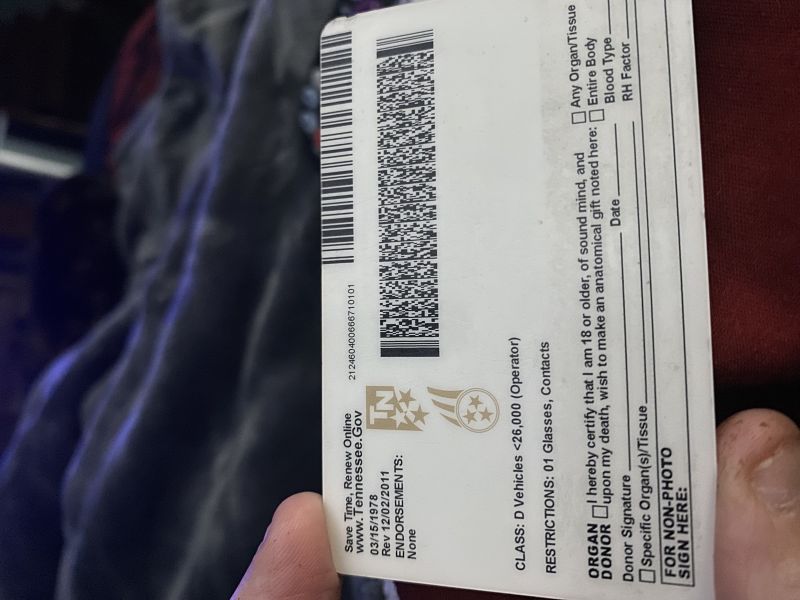 Save Time, Renew Online
www.Tennessee.Gov
212460400666710101
03/15/1978
Rev 12/02/2011
ENDORSEMENTS:
None
TN
CLASS: D Vehicles <26,000 (Operator)
RESTRICTIONS: 01 Glasses, Contacts
ORGAN DONOR
I hereby certify that I am 18 or older, of sound mind, and
upon my death, wish to make an anatomical gift noted here:
Any Organ/Tissue
Entire Body
Donor Signature Date Blood Type
Specific Organ(s)/Tissue RH Factor
FOR NON-PHOTO
SIGN HERE: